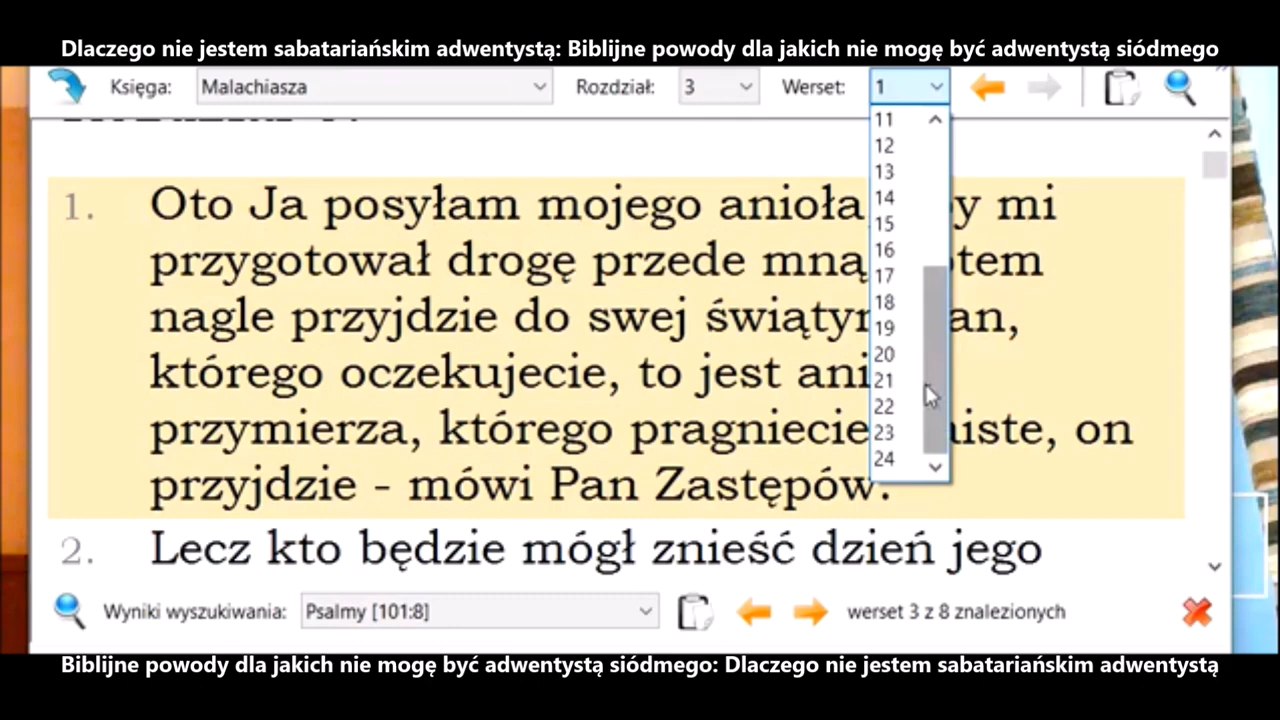 Dlaczego nie jestem sabatariańskim adwentystą: Biblijne powody dla jakich nie mogę być adwentystą siódmego
Księga: Malachiasza Rozdział: 3 Werset: 1
11
12
13
14
15
16
17
18
19
20
21
22
23
24
1. Oto Ja posyłam mojego anioła by mi
przygotował drogę przede mną
nagle przyjdzie do swej
którego oczekujecie, to jest
przymierza, którego pragniecie on
przyjdzie - mówi Pan Zastępów.
2. Lecz kto będzie mógł znieść dzień jego
Wyniki wyszukiwania: Psalmy [101:8] werset 3 z 8 znalezionych
Biblijne powody dla jakich nie mogę być adwentystą siódmego: Dlaczego nie jestem sabatariańskim adwentystą